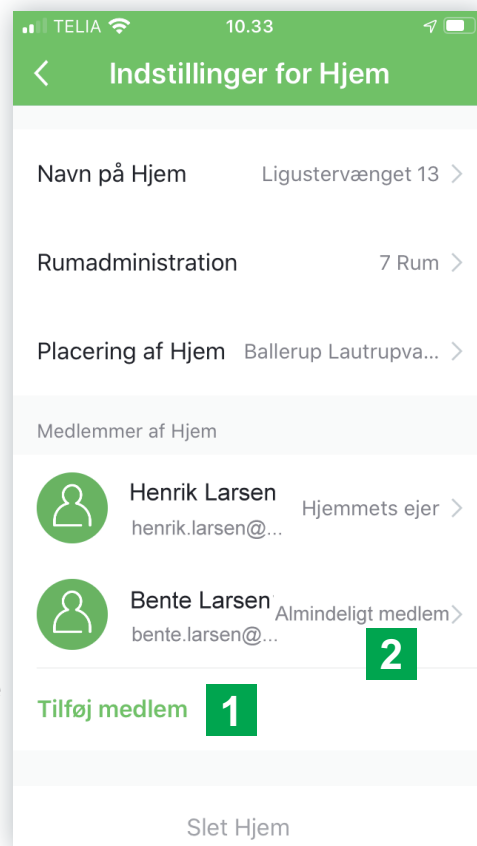 TELIA 10.33
Indstillinger for Hjem
Navn på Hjem Ligustervænget 13
Rumadministration 7 Rum
Placering af Hjem Ballerup Lautrupva...
Medlemmer af Hjem
Henrik Larsen Hjemmets ejer
henrik.larsen@...
Bente Larsen Almindeligt medlem
bente.larsen@...
2
Tilføj medlem 1
Slet Hjem